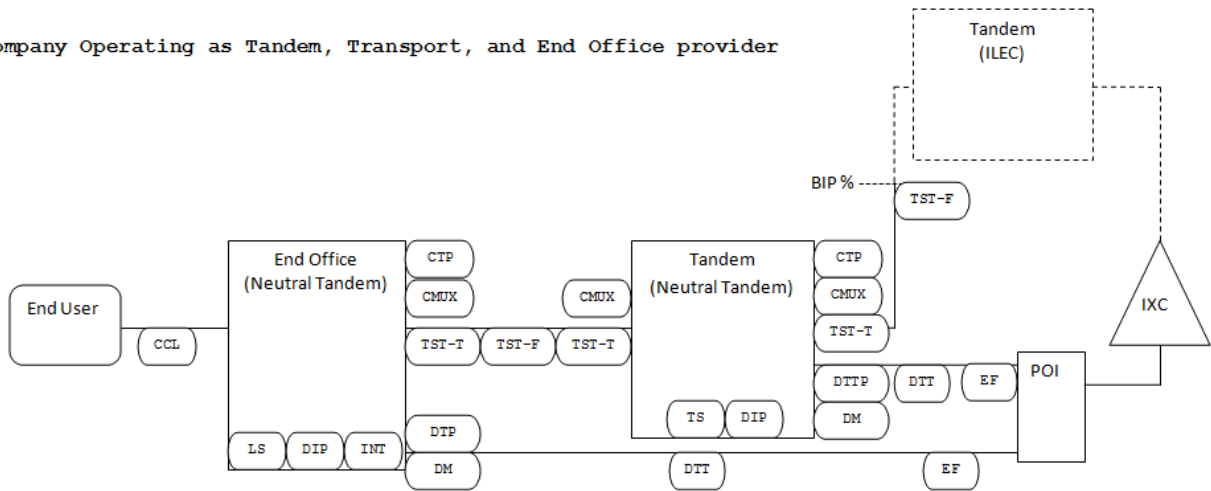 ompany Operating as Tandem, Transport, and End Office provider
Tandem
(ILEC)
BIP %
TST-F
End Office
(Neutral Tandem)
CTP
CMUX
CMUX
Tandem
(Neutral Tandem)
CTP
CMUX
TST-T
End User
CCL
TST-T
TST-F
TST-T
IXC
DTTP
DTT
EF
POI
DM
TS
DIP
LS
DIP
INT
DTP
DM
DTT
EF